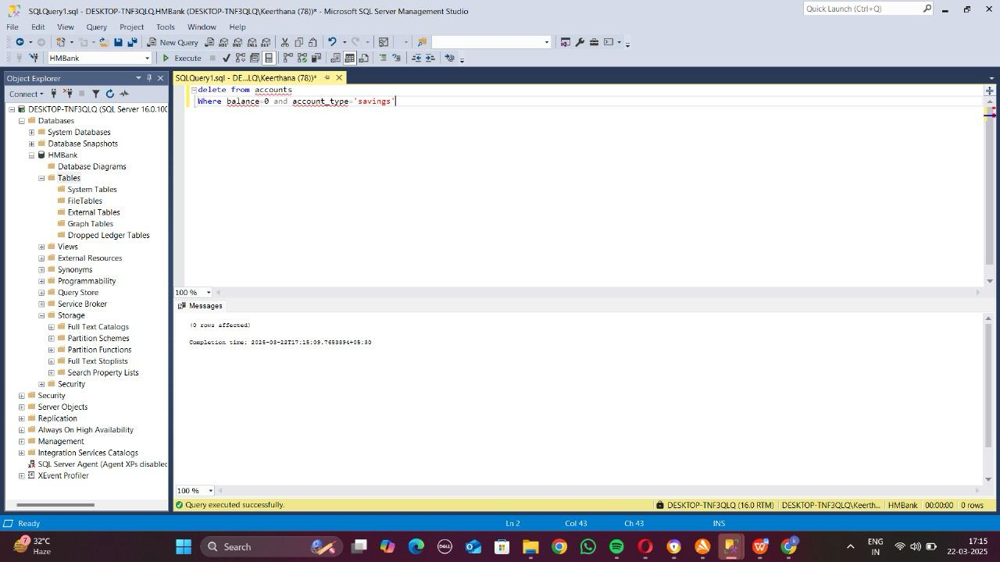 SQLQuery1.sql - DESKTOP-TNF3QLQ.HMBank (DESKTOP-TNF3QLQ\Keerthana (78))* - Microsoft SQL Server Management Studio
Quick Launch (Ctrl+Q)
File Edit View Query Project Tools Window Help
New Query
HMBank
Execute
Object Explorer
SQLQuery1.sql - DE...LQ\Keerthana (78))*
Connect
delete from accounts
Where balance=0 and account_type='savings'
DESKTOP-TNF3QLQ (SQL Server 16.0.100
Databases
System Databases
Database Snapshots
HMBank
Database Diagrams
Tables
System Tables
FileTables
External Tables
Graph Tables
Dropped Ledger Tables
Views
External Resources
Synonyms
Programmability
Query Store
Service Broker
Storage
Full Text Catalogs
Partition Schemes
Partition Functions
Full Text Stoplists
Search Property Lists
Security
Security
Server Objects
Replication
Always On High Availability
Management
Integration Services Catalogs
SQL Server Agent (Agent XPs disabled
XEvent Profiler
100 %
Messages
(0 rows affected)
Completion time: 2025-03-22T17:15:09.7653394+05:30
100 %
Query executed successfully.
DESKTOP-TNF3QLQ (16.0 RTM) DESKTOP-TNF3QLQ\Keerth... HMBank 00:00:00 0 rows
Ready
Ln 2 Col 43 Ch 43 INS
7
32°C
Haze
Search
DELL
ENG
IN
17:15
22-03-2025